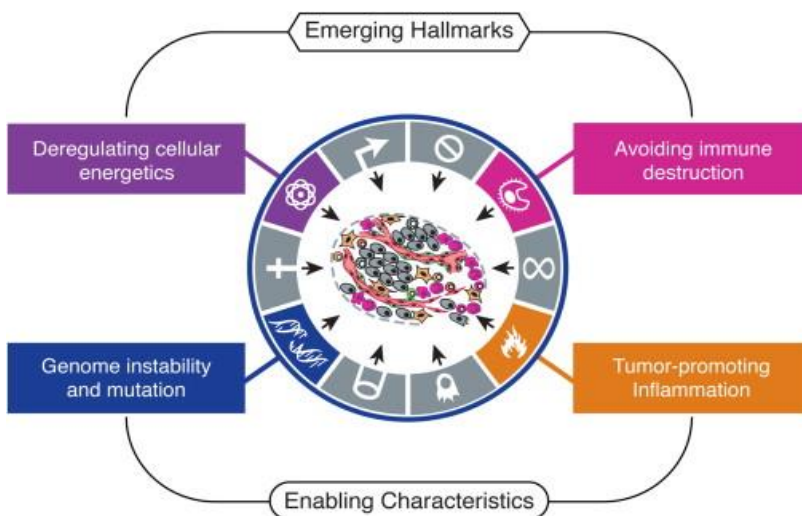 Emerging Hallmarks
Deregulating cellular
energetics
Avoiding immune
destruction
Genome instability
and mutation
Tumor-promoting
Inflammation
Enabling Characteristics